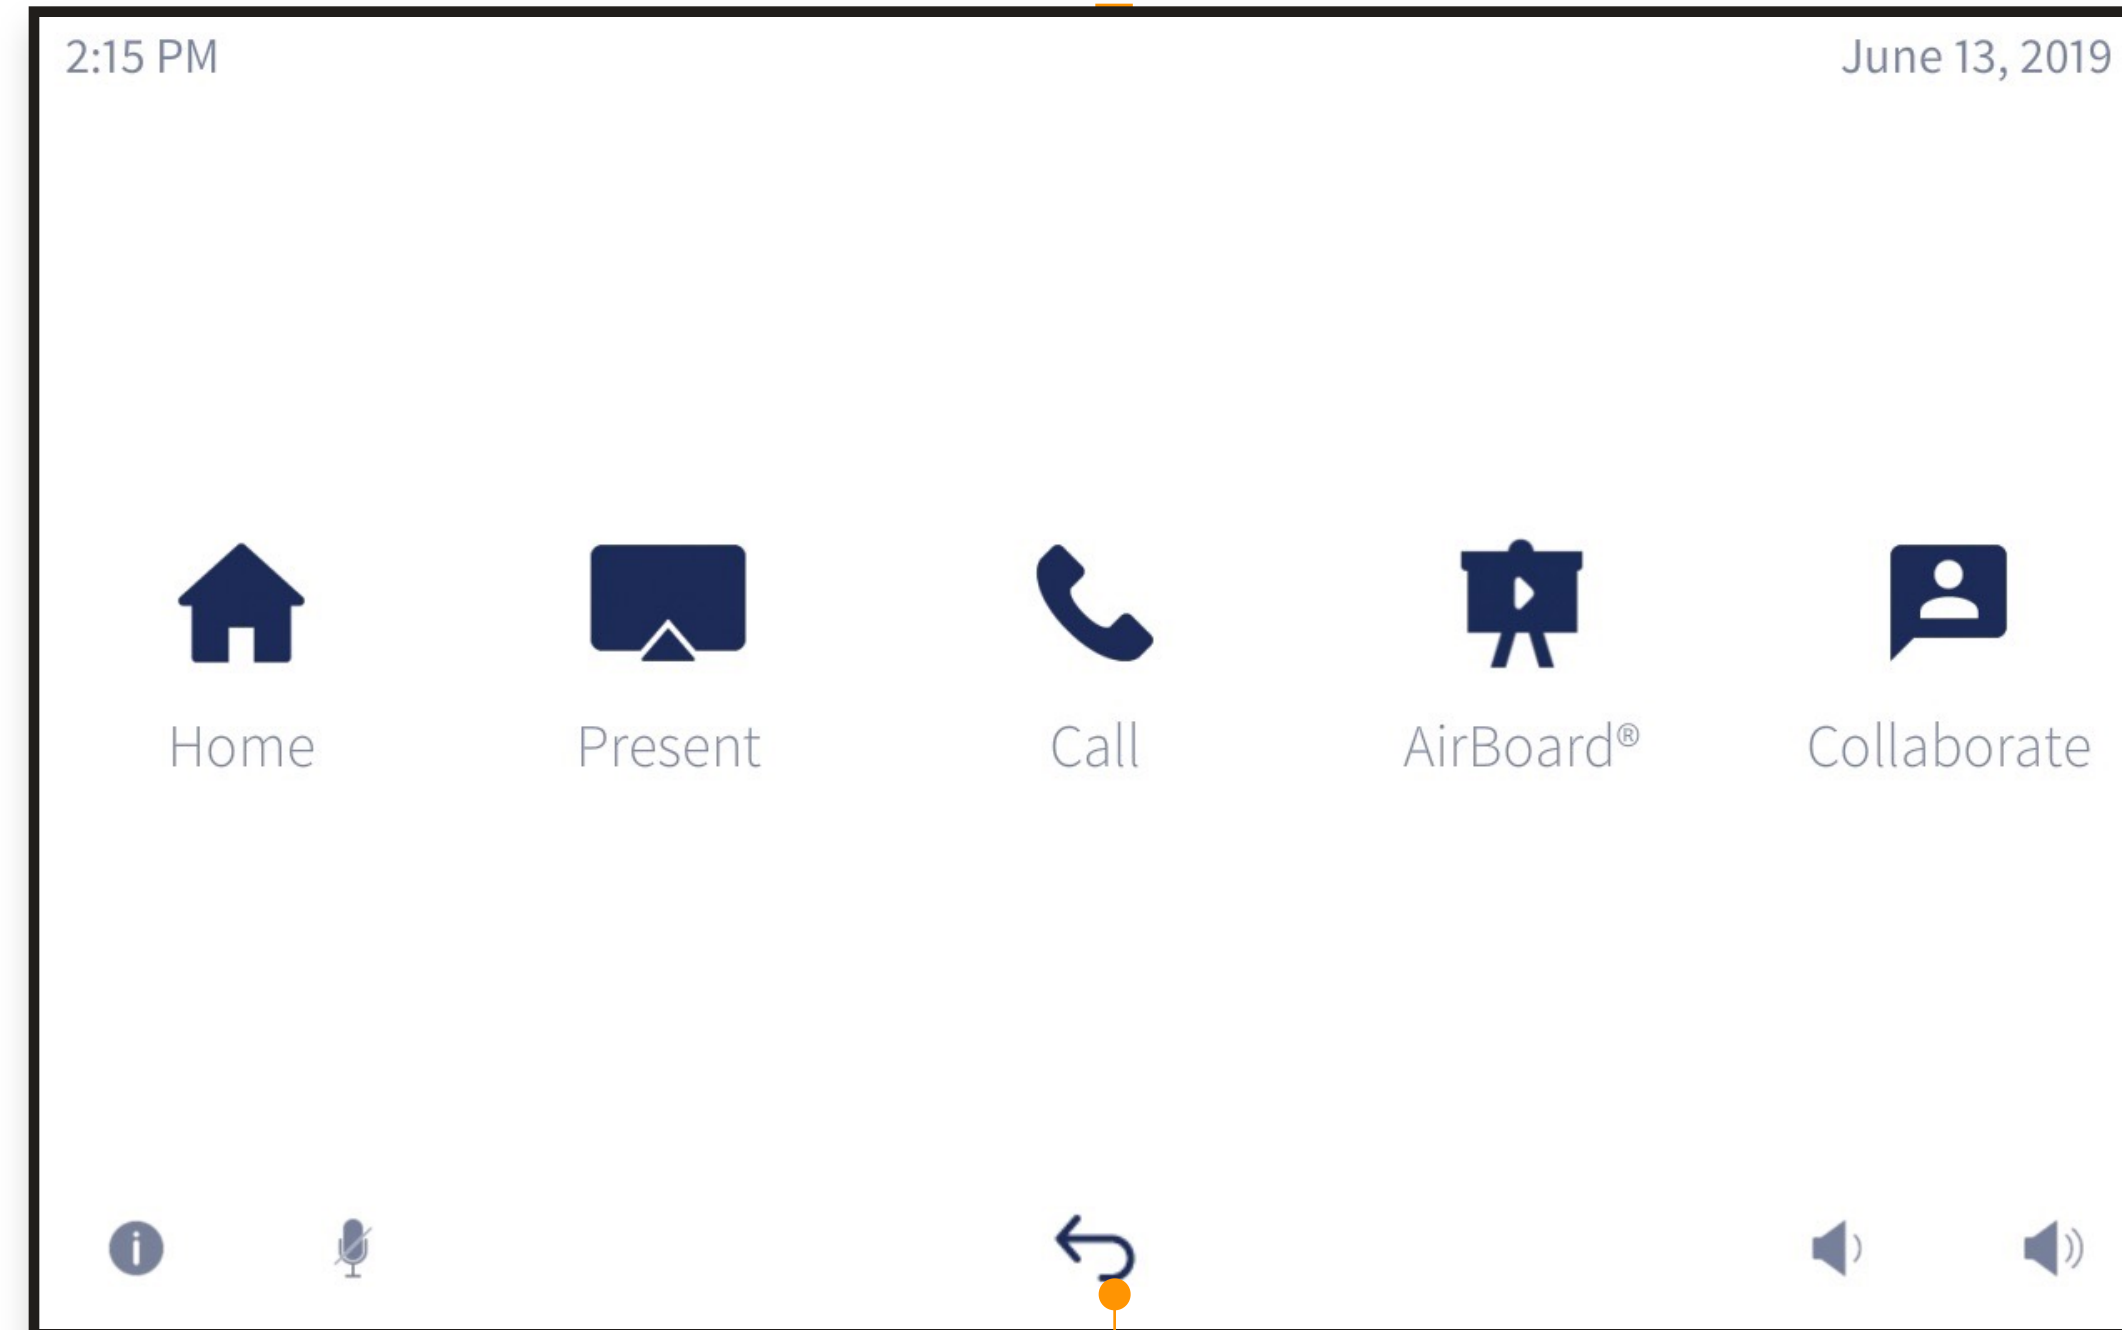 2:15 PM
June 13, 2019
Home
Present
Call
AirBoard®
Collaborate